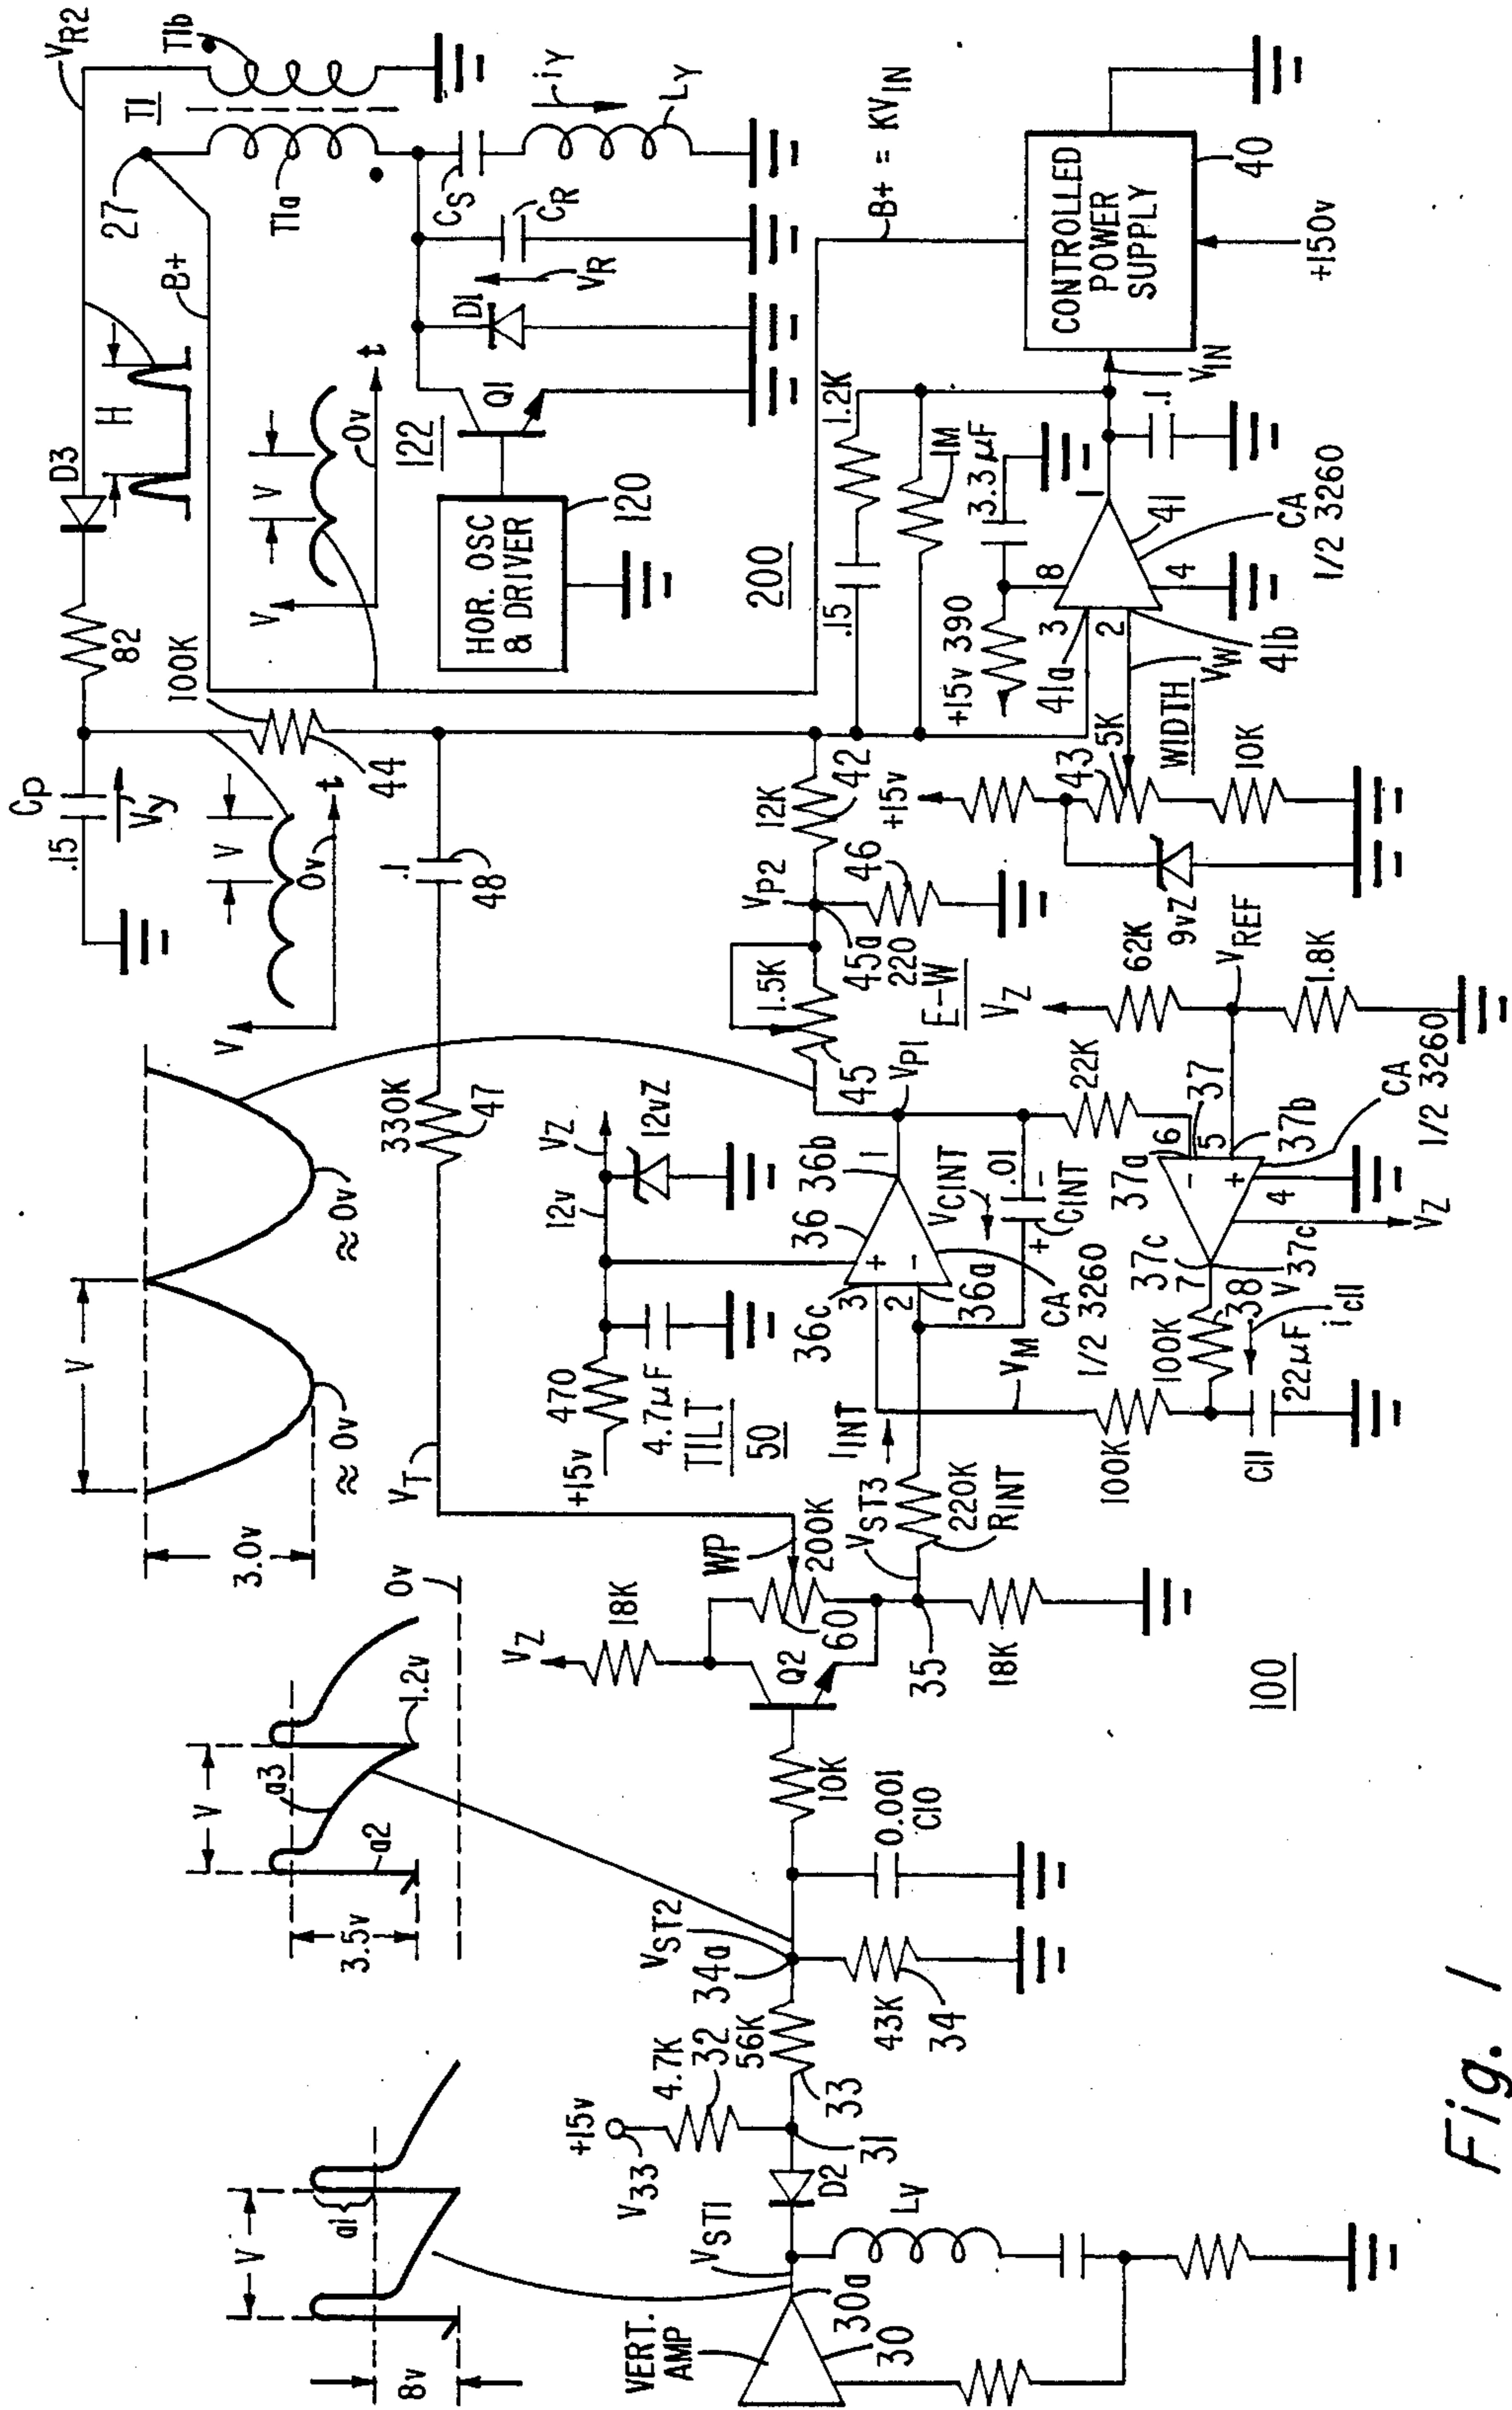 VERT.
AMP
30
30a
VST1
8v
V
a1
LV
D2
31
+15v
V33
4.7K
32
56K
33
34a
VST2
43K
34
0.001
C10
10K
3.5v
V
a2
a3
1.2v
0v
VZ
18K
Q2
60
200K
WP
35
18K
VST3
220K
RINT
IINT
VT
100
3.0v
V
≈0v
≈0v
330K
47
.1
48
TILT
50
+15v
470
4.7μF
12v
VZ
12vZ
36
36a
36b
36c
3
2
1
+
-
VM
VCINT
.01
CINT
+
-
CA
1/2 3260
VP1
100K
C11
22μF
iC11
100K
38
V37c
37c
7
37a
37
6
5
4
-
+
37b
CA
1/2 3260
VZ
22K
VREF
1.8K
62K
VZ
45
1.5K
E-W
45a
VP2
46
220
12K
42
+15v
43
5K
WIDTH
10K
9vZ
VW
41a
41b
41
3
2
8
4
1
CA
1/2 3260
+15v
390
3.3μF
.15
1.2K
1M
.1
VIN
CONTROLLED
POWER
SUPPLY
40
+150v
B+ = KVIN
200
HOR. OSC
& DRIVER
120
122
Q1
D1
VR
CR
CS
LY
iY
T1
T1a
T1b
VR2
27
B+
H
D3
82
100K
44
CP
.15
Vy
V
V
0v
t
V
V
0v
t
Fig. 1